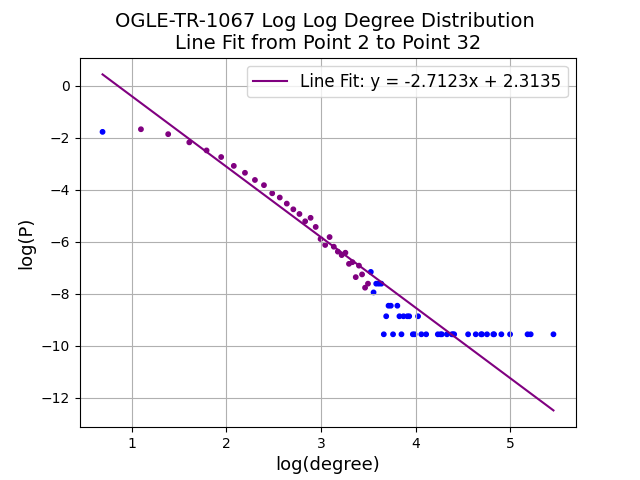 OGLE-TR-1067 Log Log Degree Distribution
Line Fit from Point 2 to Point 32
Line Fit: y = -2.7123x + 2.3135
0
−2
−4
−6
−8
−10
−12
log(P)
1 2 3 4 5
log(degree)